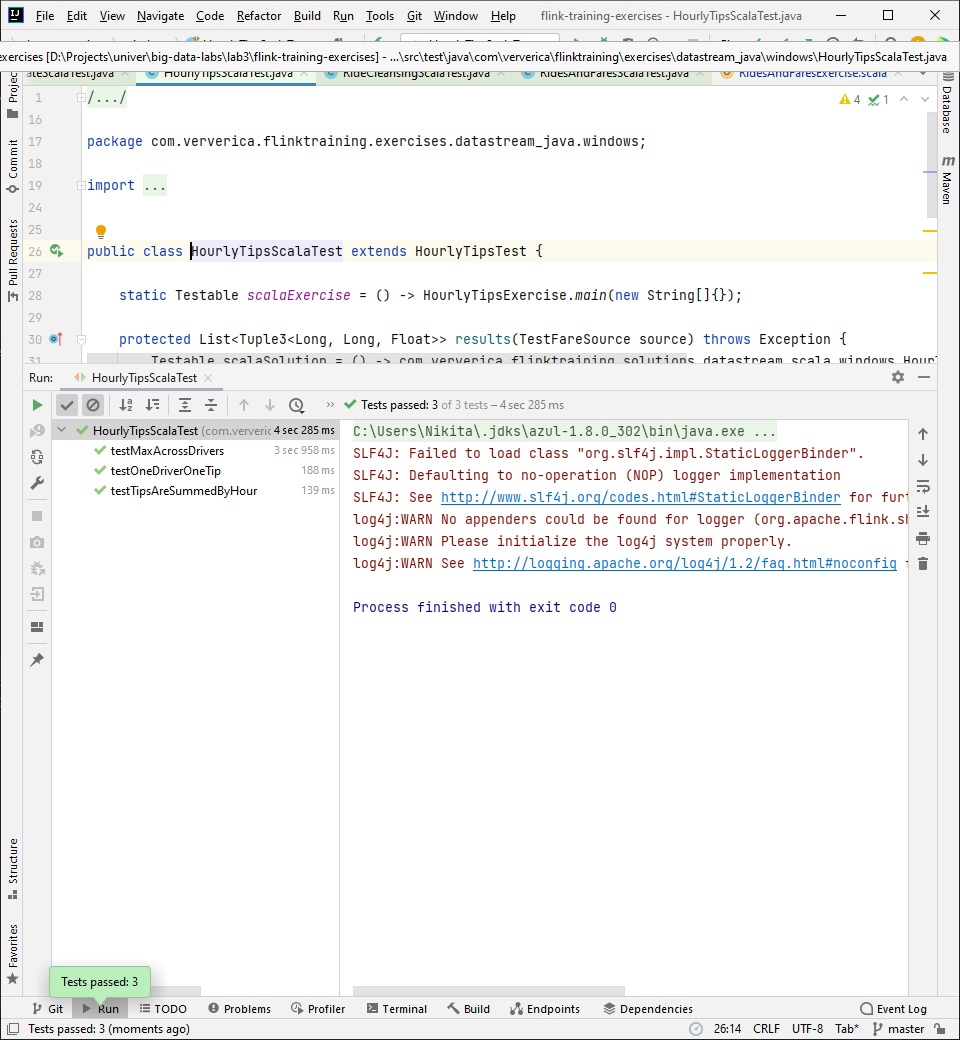 File Edit View Navigate Code Refactor Build Run Tools Git Window Help flink-training-exercises - HourlyTipsScalaTest.java
exercises [D:\Projects\univer\big-data-labs\lab3\flink-training-exercises] - ...\src\test\java\com\ververica\flinktraining\exercises\datastream_java\windows\HourlyTipsScalaTest.java
ateScalaTest.java HourlyTipsScalaTest.java RideCleansingScalaTest.java RidesAndFaresScalaTest.java RidesAndFaresExercise.scala
1 /.../
4 1
16
17 package com.ververica.flinktraining.exercises.datastream_java.windows;
18
19 import ...
24
25
26 public class HourlyTipsScalaTest extends HourlyTipsTest {
27
28 static Testable scalaExercise = () -> HourlyTipsExercise.main(new String[]{});
29
30 protected List<Tuple3<Long, Long, Float>> results(TestFareSource source) throws Exception {
31 Testable scalaSolution = () -> com.ververica.flinktraining.solutions.datastream_scala.windows.Hourl
Commit
Pull Requests
Structure
Favorites
Database
Maven
Run: HourlyTipsScalaTest
Tests passed: 3 of 3 tests – 4 sec 285 ms
HourlyTipsScalaTest (com.ververic 4 sec 285 ms
testMaxAcrossDrivers 3 sec 958 ms
testOneDriverOneTip 188 ms
testTipsAreSummedByHour 139 ms
C:\Users\Nikita\.jdks\azul-1.8.0_302\bin\java.exe ...
SLF4J: Failed to load class "org.slf4j.impl.StaticLoggerBinder".
SLF4J: Defaulting to no-operation (NOP) logger implementation
SLF4J: See http://www.slf4j.org/codes.html#StaticLoggerBinder for furt
log4j:WARN No appenders could be found for logger (org.apache.flink.sh
log4j:WARN Please initialize the log4j system properly.
log4j:WARN See http://logging.apache.org/log4j/1.2/faq.html#noconfig f
Process finished with exit code 0
Tests passed: 3
Git Run TODO Problems Profiler Terminal Build Endpoints Dependencies Event Log
Tests passed: 3 (moments ago) 26:14 CRLF UTF-8 Tab* master